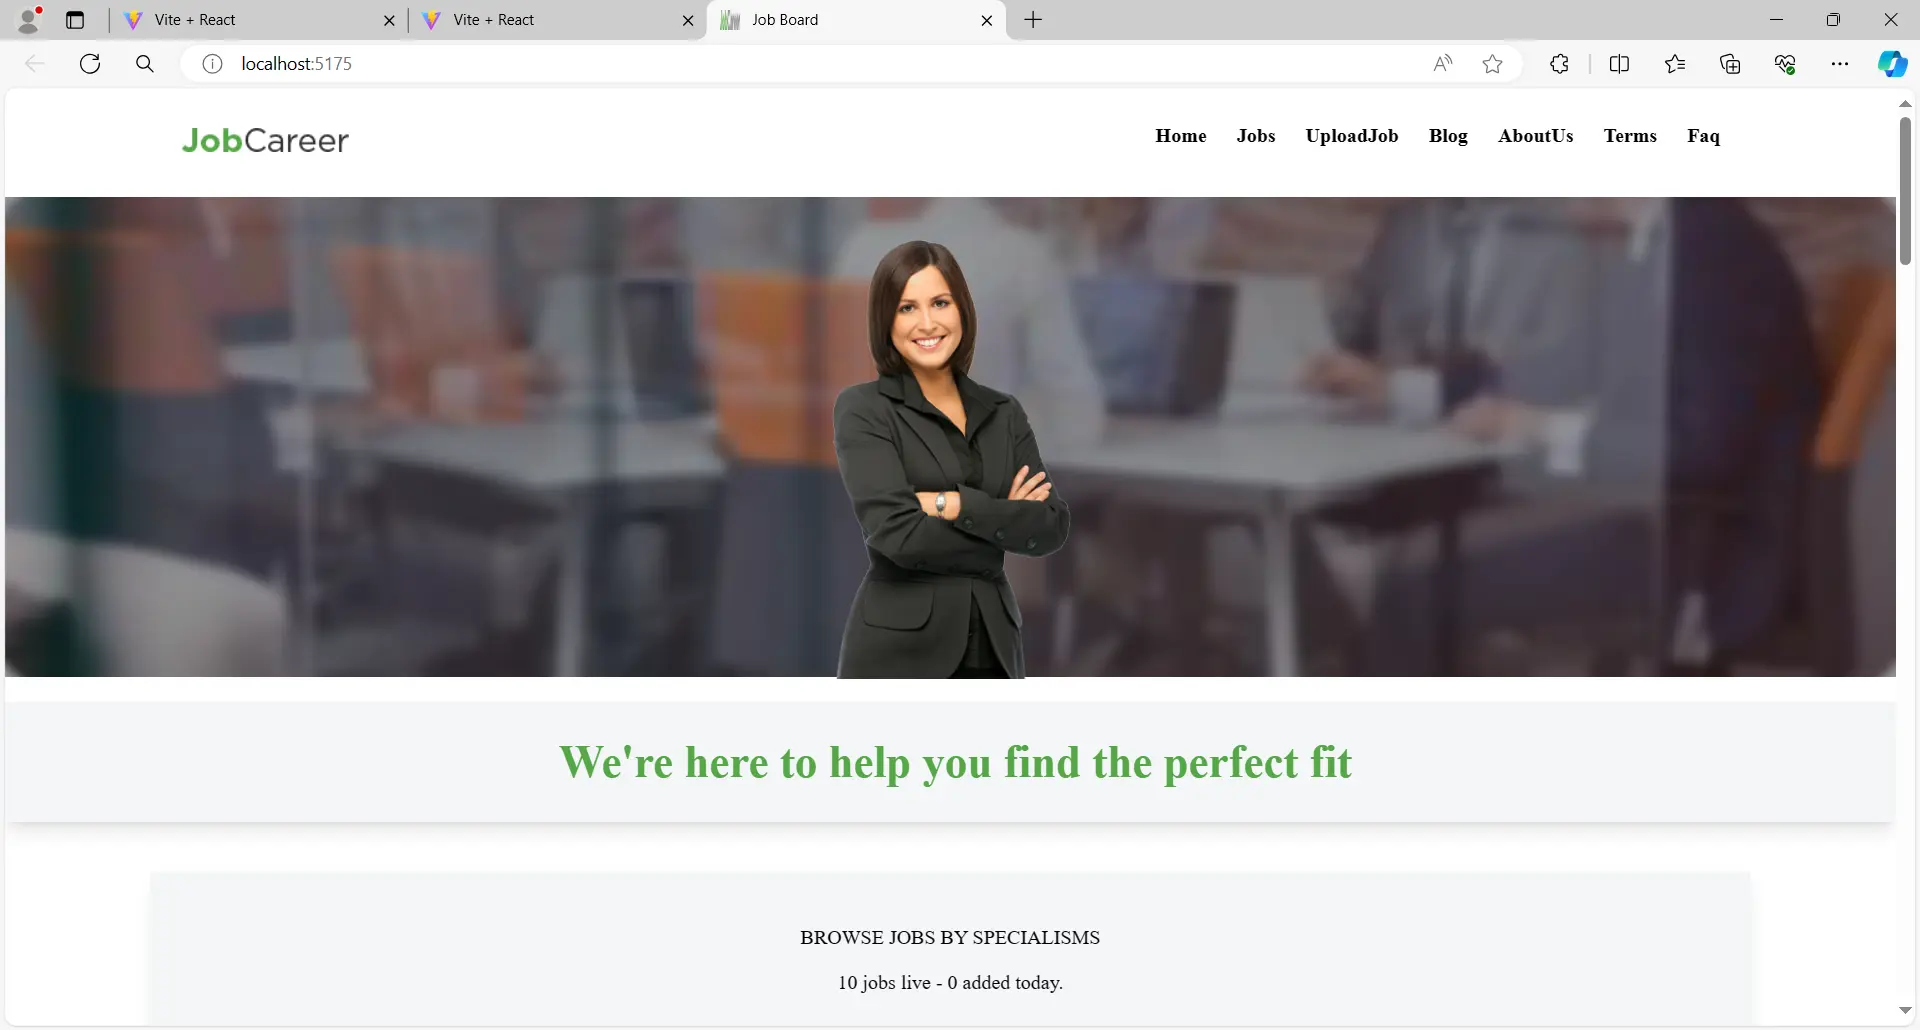 Vite + React
Vite + React
Job Board
localhost:5175
JobCareer
Home Jobs UploadJob Blog AboutUs Terms Faq
We're here to help you find the perfect fit
BROWSE JOBS BY SPECIALISMS
10 jobs live - 0 added today.